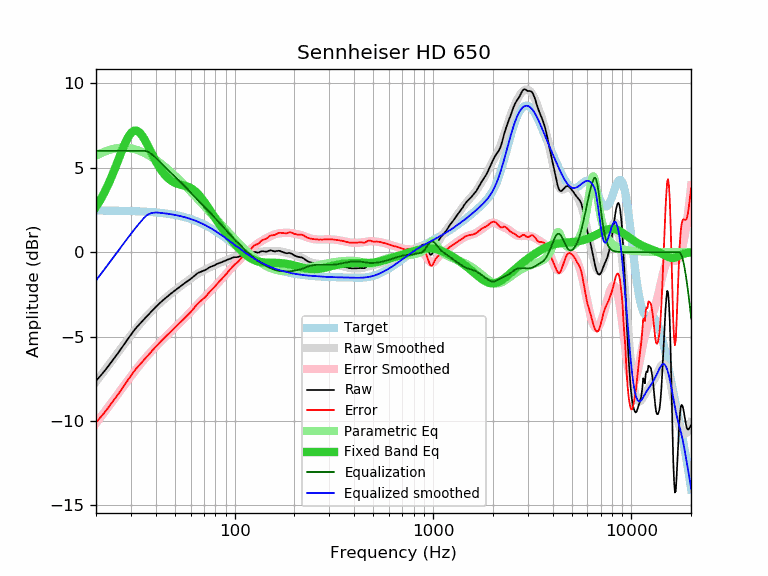 Sennheiser HD 650
Amplitude (dBr)
10
5
0
−5
−10
−15
Target
Raw Smoothed
Error Smoothed
Raw
Error
Parametric Eq
Fixed Band Eq
Equalization
Equalized smoothed
100
1000
10000
Frequency (Hz)